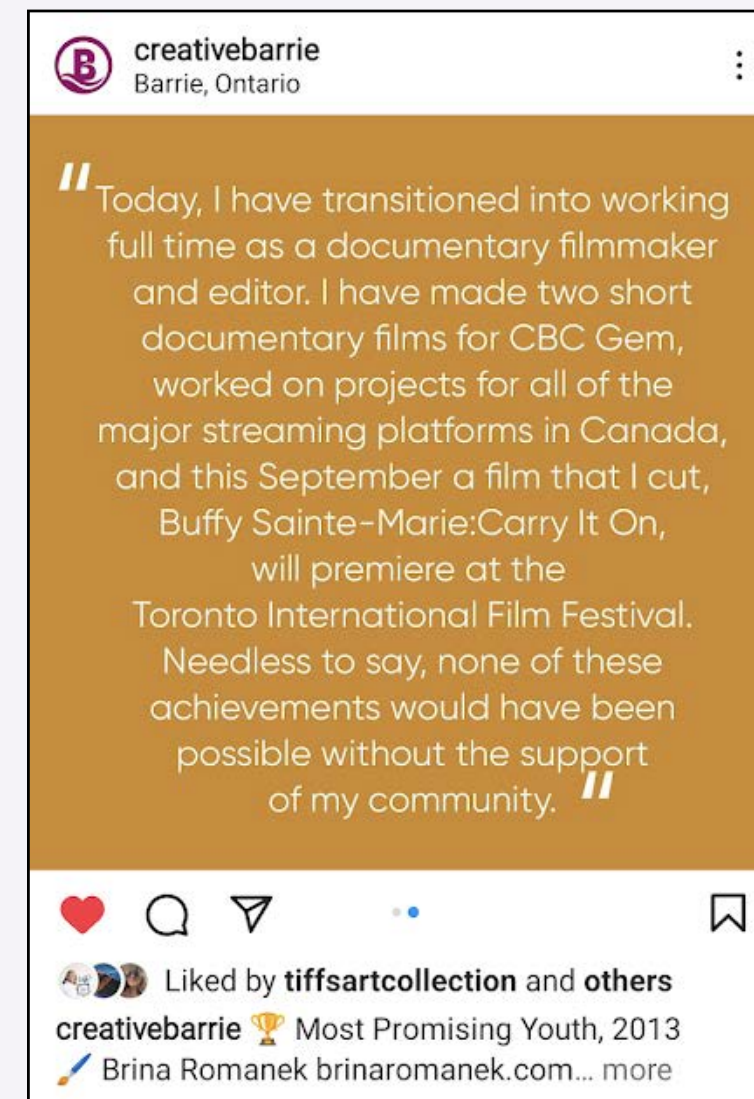 creativebarrie
Barrie, Ontario
"Today, I have transitioned into working
full time as a documentary filmmaker
and editor. I have made two short
documentary films for CBC Gem,
worked on projects for all of the
major streaming platforms in Canada,
and this September a film that I cut,
Buffy Sainte-Marie:Carry It On,
will premiere at the
Toronto International Film Festival.
Needless to say, none of these
achievements would have been
possible without the support
of my community. "
Liked by tiffsartcollection and others
creativebarrie 🏆 Most Promising Youth, 2013
🖌️ Brina Romanek brinaromanek.com... more